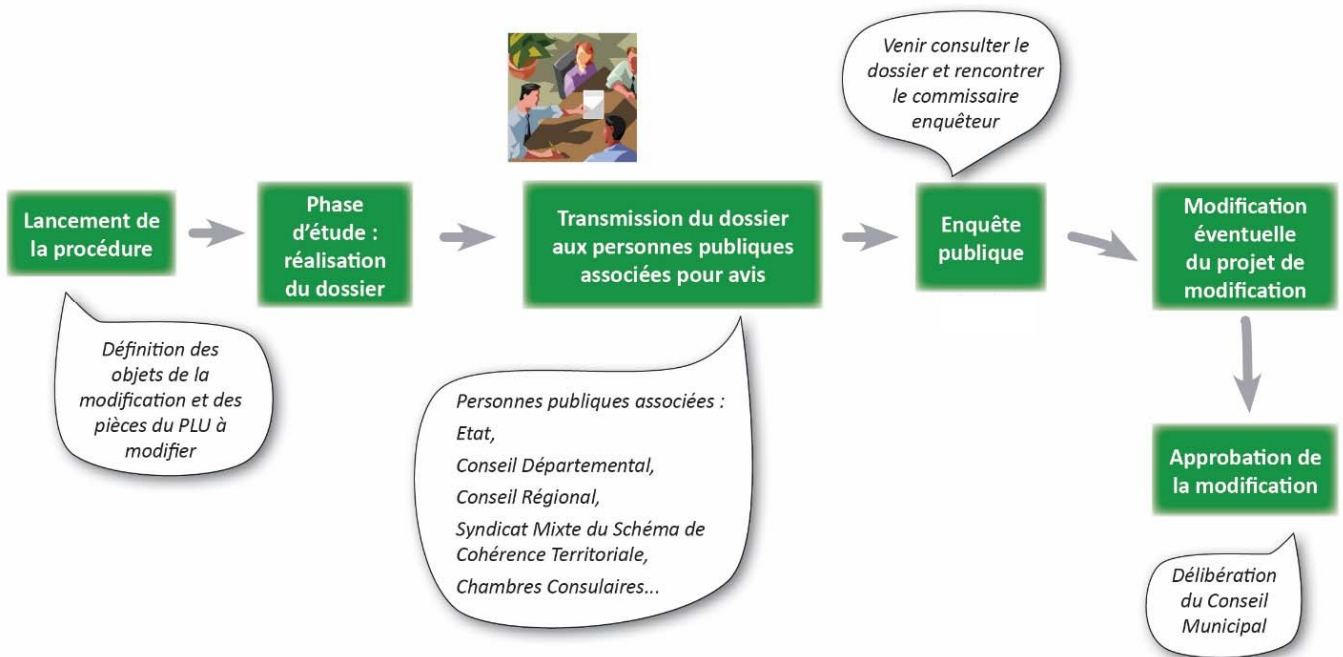 Venir consulter le
dossier et rencontrer
le commissaire
enquêteur
Lancement de
la procédure
Phase
d'étude :
réalisation
du dossier
Transmission du dossier
aux personnes publiques
associées pour avis
Enquête
publique
Modification
éventuelle
du projet de
modification
Définition des
objets de la
modification et des
pièces du PLU à
modifier
Personnes publiques associées :
Etat,
Conseil Départemental,
Conseil Régional,
Syndicat Mixte du Schéma de
Cohérence Territoriale,
Chambres Consulaires...
Approbation de
la modification
Délibération
du Conseil
Municipal